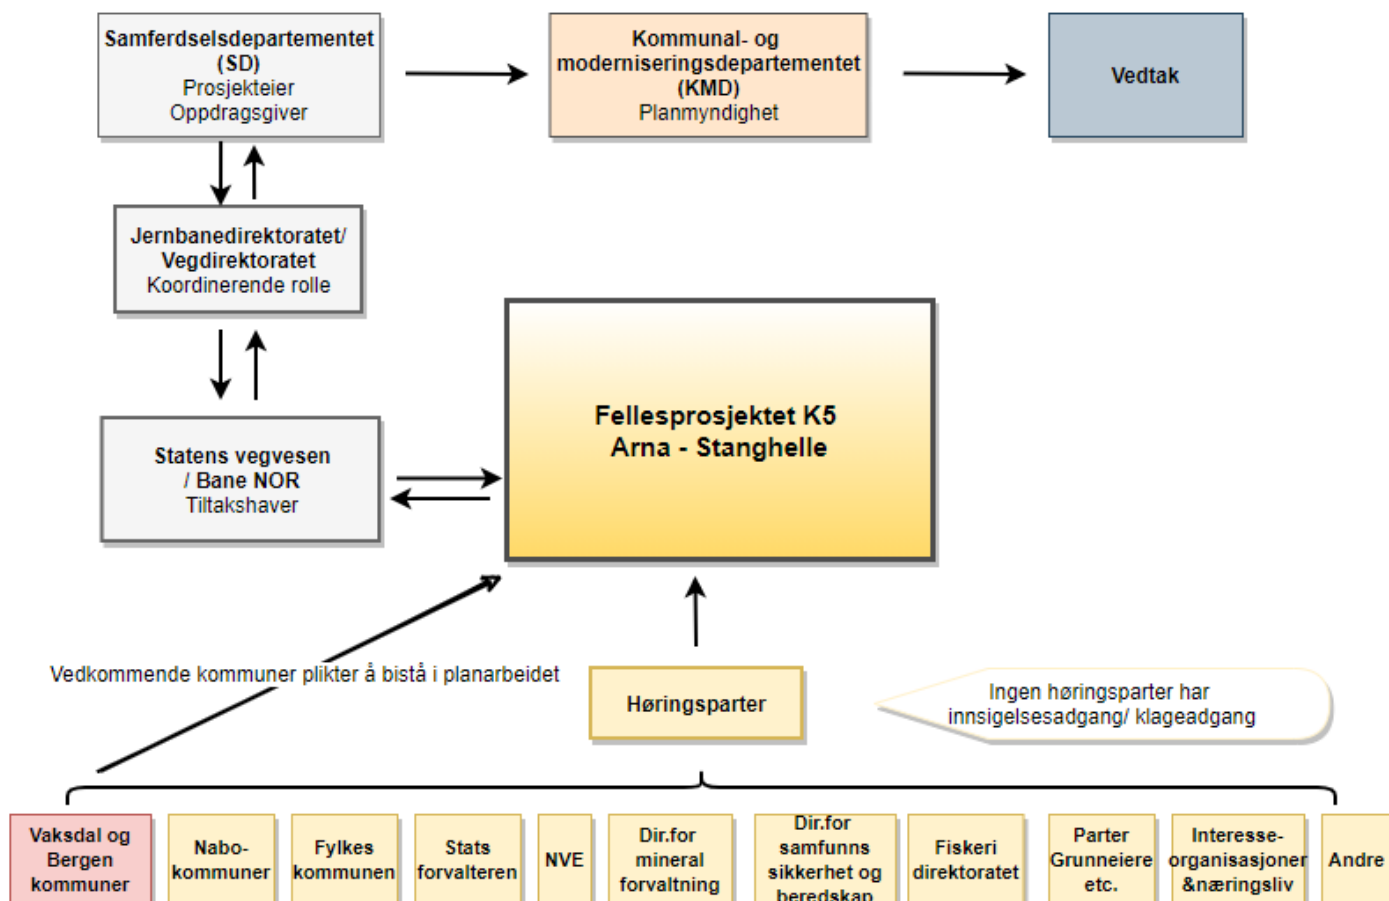 Samferdselsdepartementet
(SD)
Prosjekteier
Oppdragsgiver
Kommunal- og
moderniseringsdepartementet
(KMD)
Planmyndighet
Vedtak
Jernbanedirektoratet/
Vegdirektoratet
Koordinerende rolle
Statens vegvesen
/ Bane NOR
Tiltakshaver
Fellesprosjektet K5
Arna - Stanghelle
Vedkommende kommuner plikter å bistå i planarbeidet
Høringsparter
Ingen høringsparter har
innsigelsesadgang/ klageadgang
Vaksdal og
Bergen
kommuner
Nabo-
kommuner
Fylkes
kommunen
Stats
forvalteren
NVE
Dir.for
mineral
forvaltning
Dir.for
samfunns
sikkerhet og
beredskap
Fiskeri
direktoratet
Parter
Grunneiere
etc.
Interesse-
organisasjoner
&næringsliv
Andre